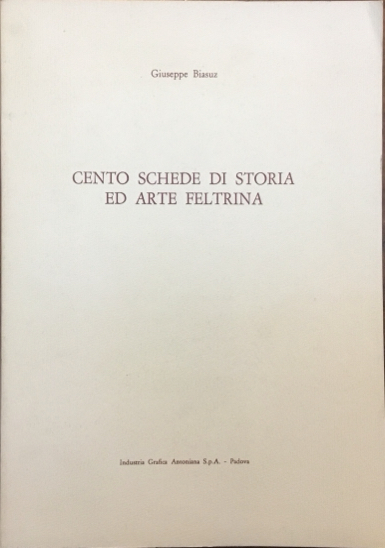 Giuseppe Biasuz
CENTO SCHEDE DI STORIA
ED ARTE FELTRINA
Industria Grafica Antoniana S.p.A. - Padova